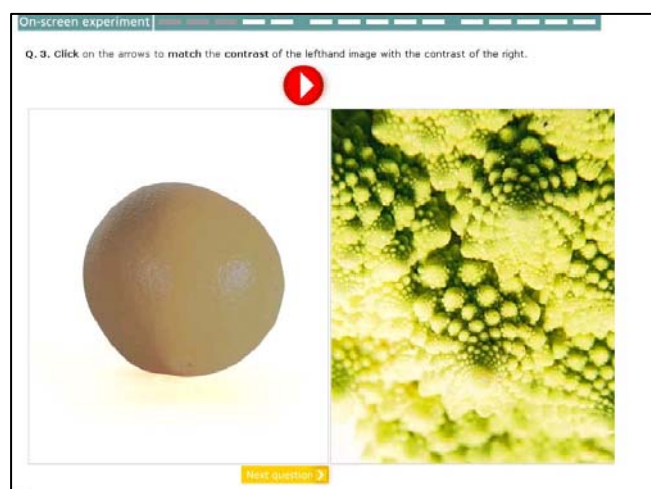 On-screen experiment
Q. 3. Click on the arrows to match the contrast of the lefthand image with the contrast of the right.
Next question